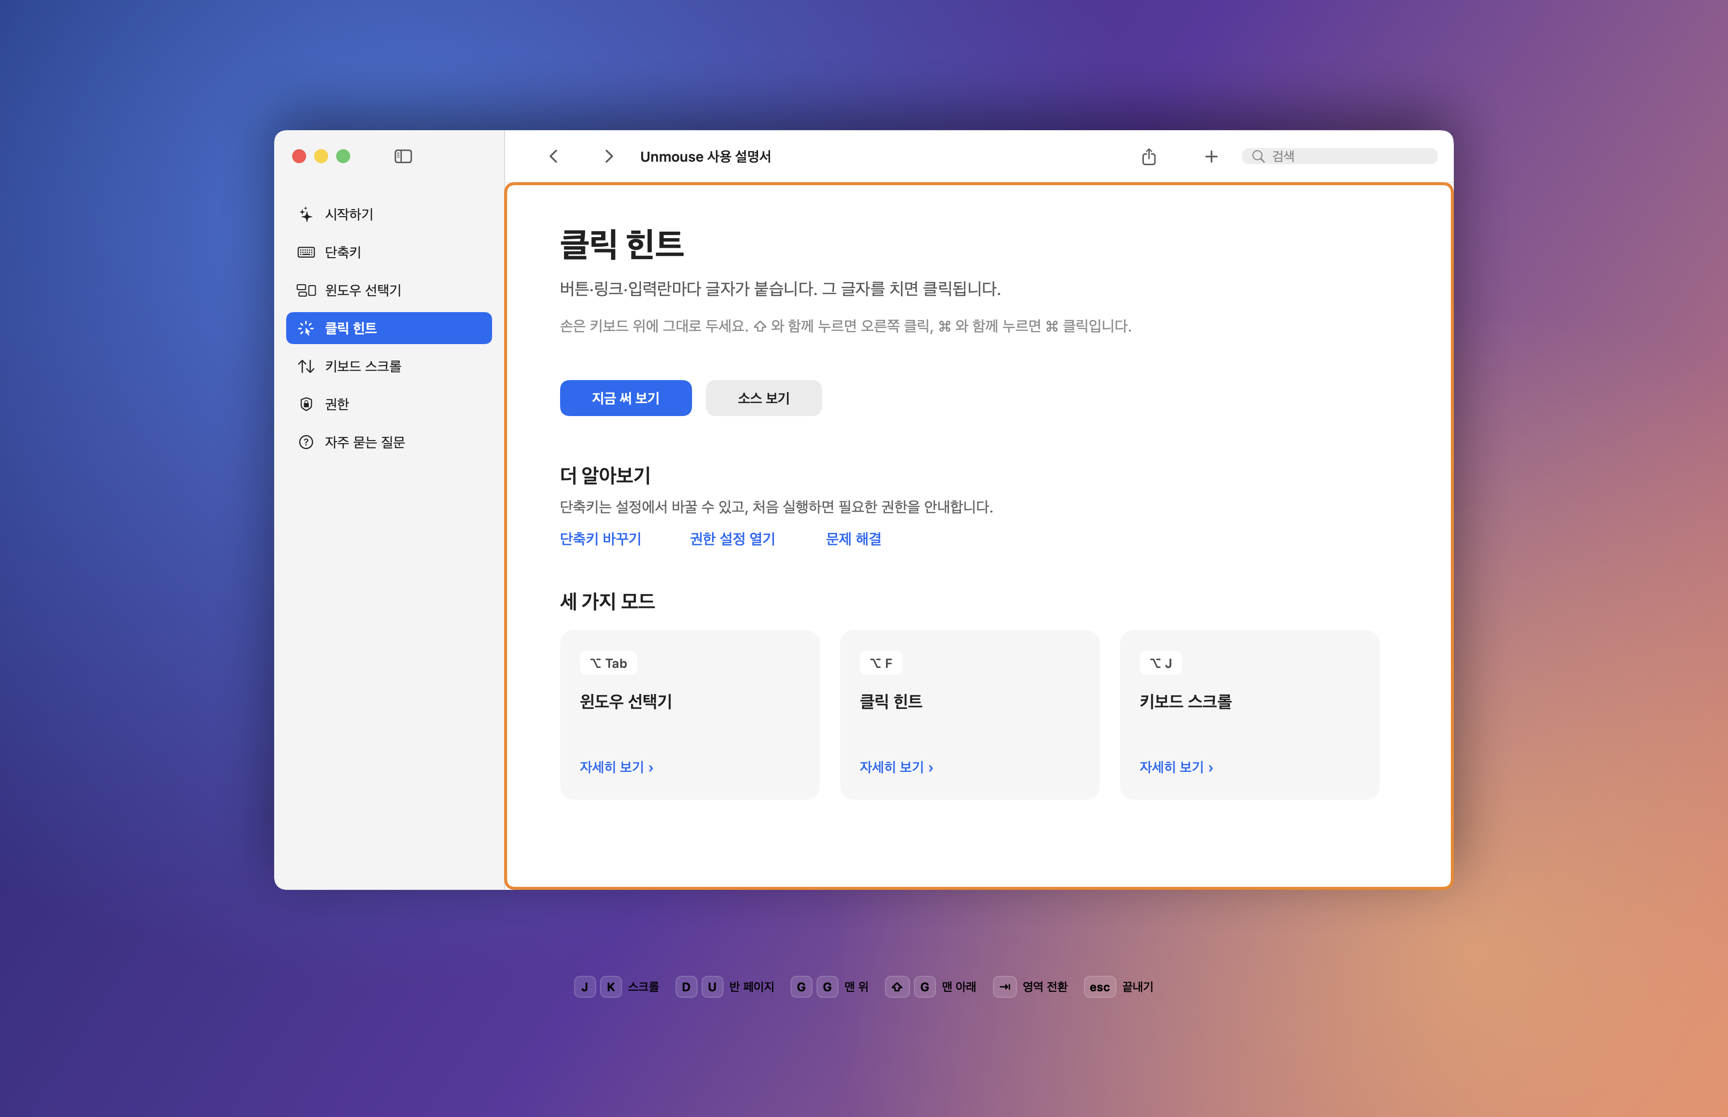 Unmouse 사용 설명서
검색
시작하기
단축키
윈도우 선택기
클릭 힌트
키보드 스크롤
권한
자주 묻는 질문
클릭 힌트
버튼·링크·입력란마다 글자가 붙습니다. 그 글자를 치면 클릭됩니다.
손은 키보드 위에 그대로 두세요. ⇧ 와 함께 누르면 오른쪽 클릭, ⌘ 와 함께 누르면 ⌘ 클릭입니다.
지금 써 보기 소스 보기
더 알아보기
단축키는 설정에서 바꿀 수 있고, 처음 실행하면 필요한 권한을 안내합니다.
단축키 바꾸기 권한 설정 열기 문제 해결
세 가지 모드
⌥ Tab
윈도우 선택기
자세히 보기 ›
⌥ F
클릭 힌트
자세히 보기 ›
⌥ J
키보드 스크롤
자세히 보기 ›
J K 스크롤 D U 반 페이지 G G 맨 위 ⇧ G 맨 아래 ⇥ 영역 전환 esc 끝내기